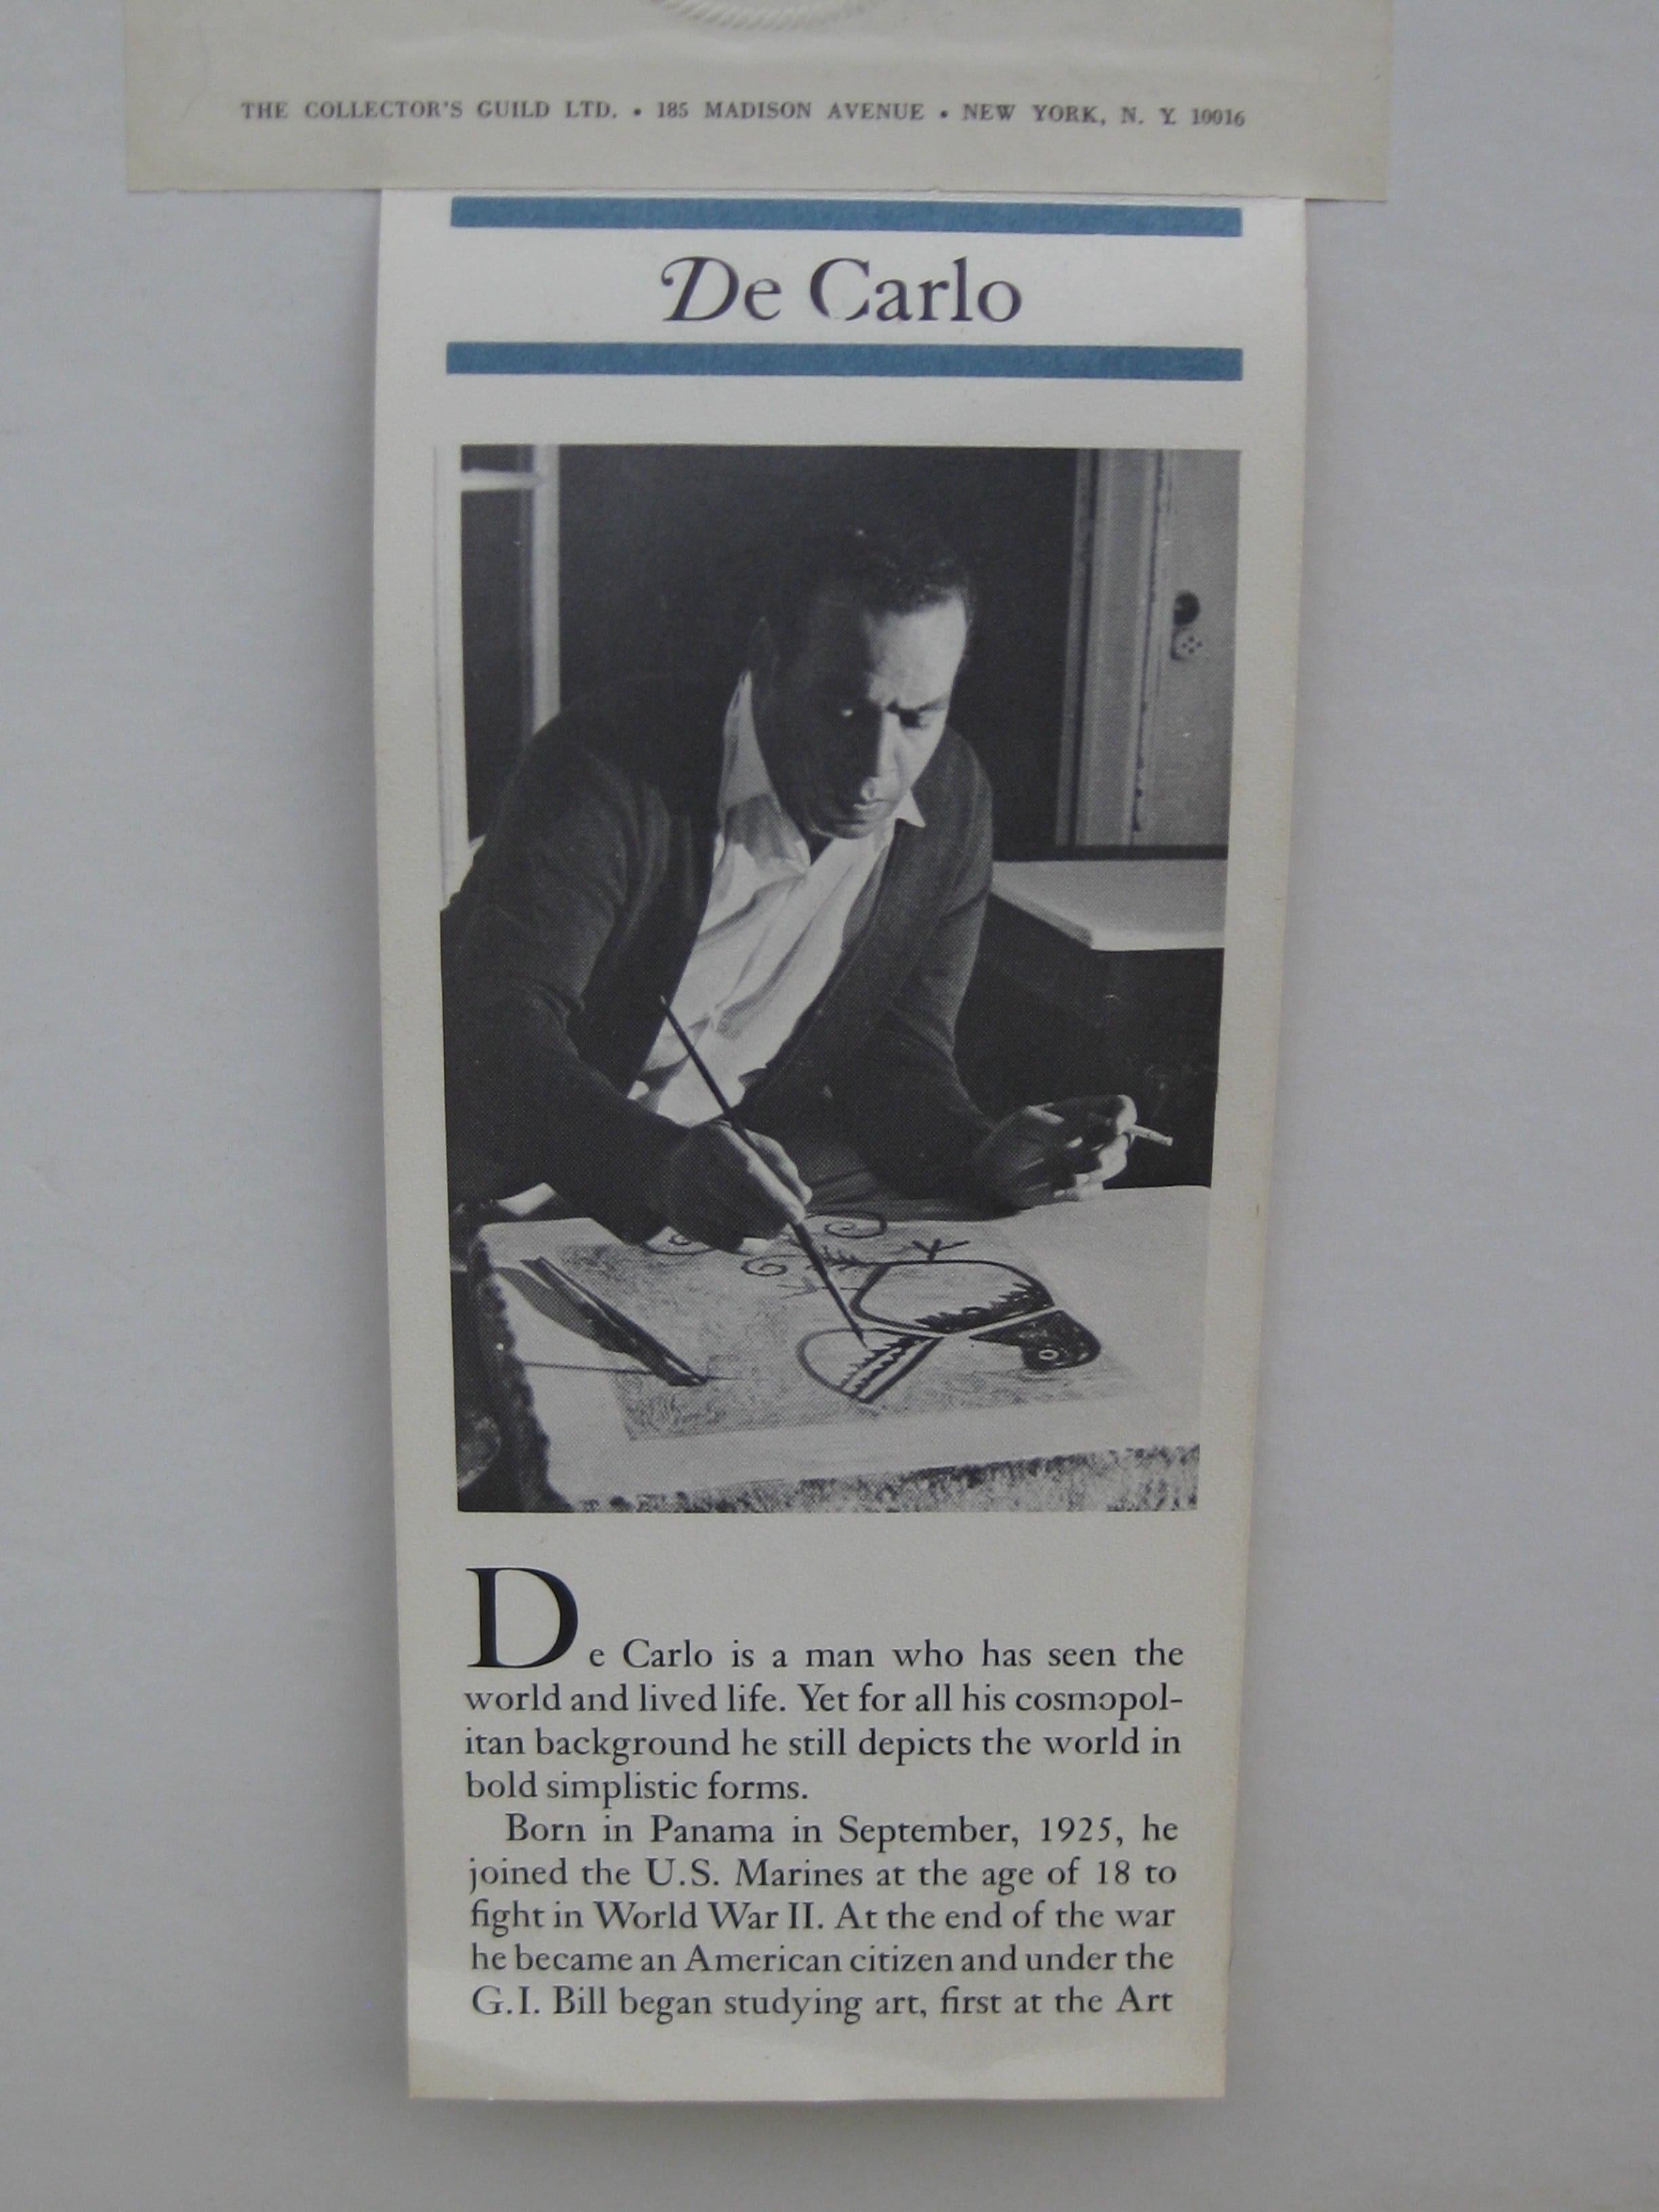 THE COLLECTOR'S GUILD LTD. • 185 MADISON AVENUE • NEW YORK, N. Y. 10016
De Carlo
De Carlo is a man who has seen the
world and lived life. Yet for all his cosmopol-
itan background he still depicts the world in
bold simplistic forms.
Born in Panama in September, 1925, he
joined the U.S. Marines at the age of 18 to
fight in World War II. At the end of the war
he became an American citizen and under the
G.I. Bill began studying art, first at the Art